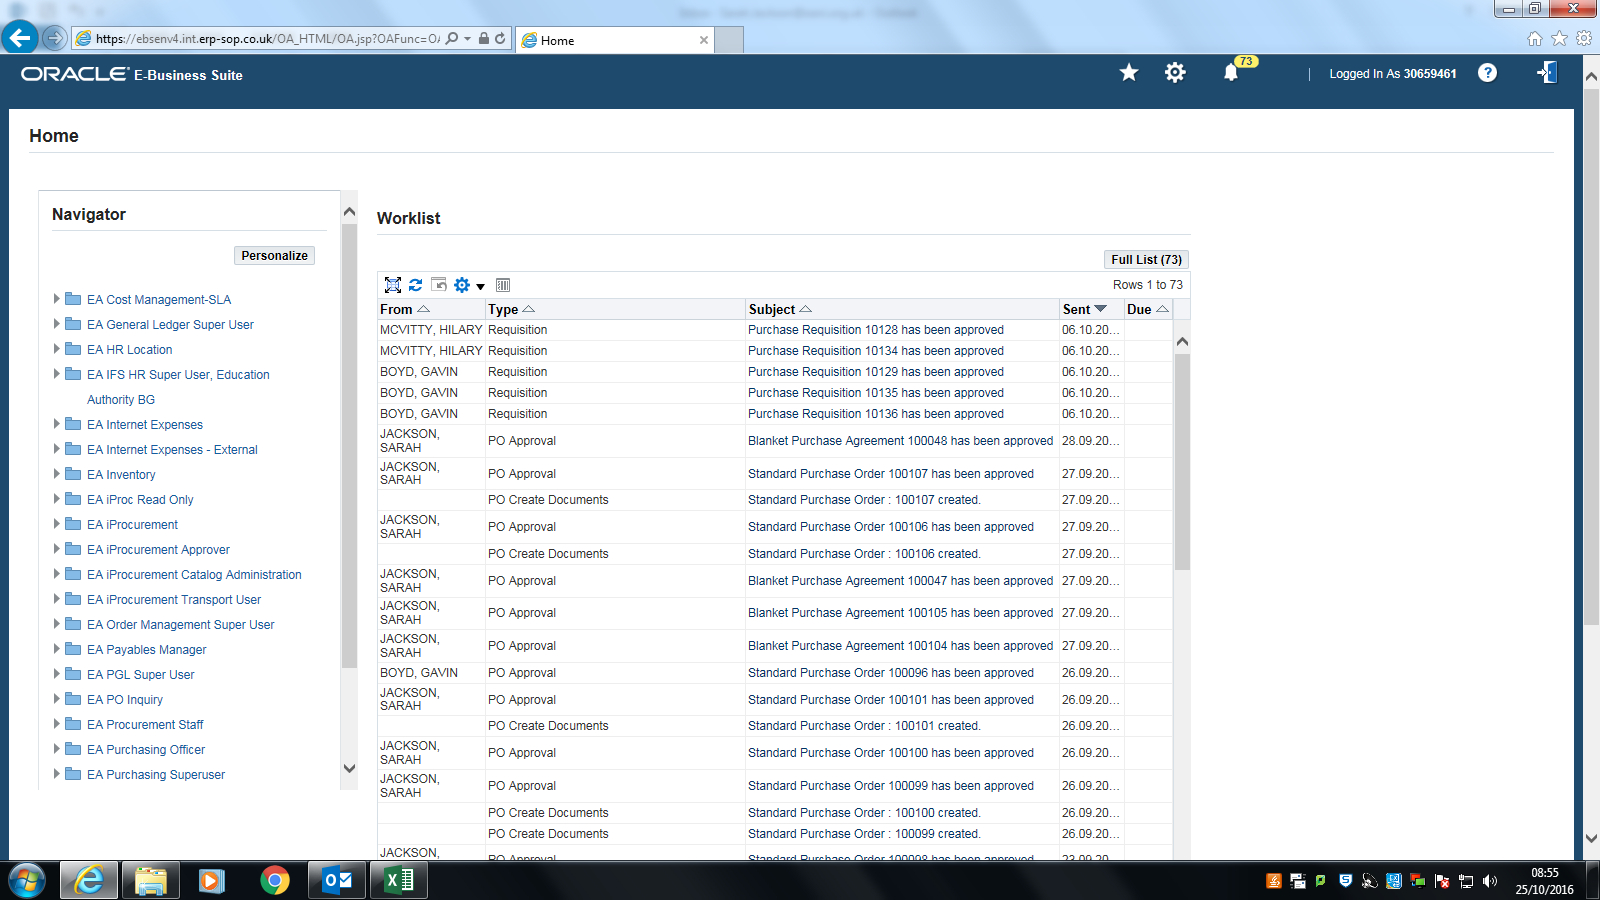 https://ebsenv4.int.erp-sop.co.uk/OA_HTML/OA.jsp?OAFunc=OA
Home
ORACLE E-Business Suite
73
Logged In As 30659461
Home
Navigator
Personalize
EA Cost Management-SLA
EA General Ledger Super User
EA HR Location
EA IFS HR Super User, Education
Authority BG
EA Internet Expenses
EA Internet Expenses - External
EA Inventory
EA iProc Read Only
EA iProcurement
EA iProcurement Approver
EA iProcurement Catalog Administration
EA iProcurement Transport User
EA Order Management Super User
EA Payables Manager
EA PGL Super User
EA PO Inquiry
EA Procurement Staff
EA Purchasing Officer
EA Purchasing Superuser
Worklist
Full List (73)
Rows 1 to 73
From Type Subject Sent Due
MCVITTY, HILARY Requisition Purchase Requisition 10128 has been approved 06.10.20...
MCVITTY, HILARY Requisition Purchase Requisition 10134 has been approved 06.10.20...
BOYD, GAVIN Requisition Purchase Requisition 10129 has been approved 06.10.20...
BOYD, GAVIN Requisition Purchase Requisition 10135 has been approved 06.10.20...
BOYD, GAVIN Requisition Purchase Requisition 10136 has been approved 06.10.20...
JACKSON, SARAH PO Approval Blanket Purchase Agreement 100048 has been approved 28.09.20...
JACKSON, SARAH PO Approval Standard Purchase Order 100107 has been approved 27.09.20...
PO Create Documents Standard Purchase Order : 100107 created. 27.09.20...
JACKSON, SARAH PO Approval Standard Purchase Order 100106 has been approved 27.09.20...
PO Create Documents Standard Purchase Order : 100106 created. 27.09.20...
JACKSON, SARAH PO Approval Blanket Purchase Agreement 100047 has been approved 27.09.20...
JACKSON, SARAH PO Approval Blanket Purchase Agreement 100105 has been approved 27.09.20...
JACKSON, SARAH PO Approval Blanket Purchase Agreement 100104 has been approved 27.09.20...
BOYD, GAVIN PO Approval Standard Purchase Order 100096 has been approved 26.09.20...
JACKSON, SARAH PO Approval Standard Purchase Order 100101 has been approved 26.09.20...
PO Create Documents Standard Purchase Order : 100101 created. 26.09.20...
JACKSON, SARAH PO Approval Standard Purchase Order 100100 has been approved 26.09.20...
JACKSON, SARAH PO Approval Standard Purchase Order 100099 has been approved 26.09.20...
PO Create Documents Standard Purchase Order : 100100 created. 26.09.20...
PO Create Documents Standard Purchase Order : 100099 created. 26.09.20...
JACKSON, PO Approval Standard Purchase Order 100098 has been approved 23.09.20...
08:55
25/10/2016